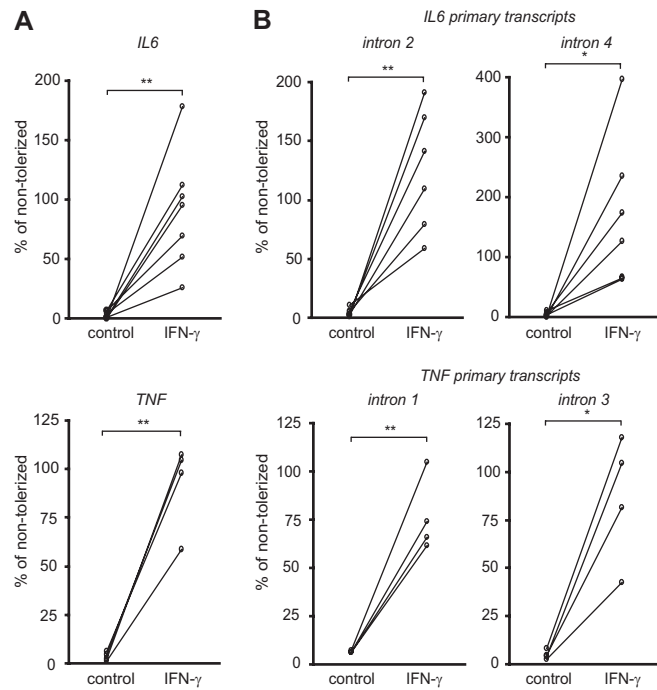 A
B
IL6
IL6 primary transcripts
intron 2
intron 4
% of non-tolerized
200
150
100
50
0
**
control
IFN-γ
% of non-tolerized
200
150
100
50
0
**
control
IFN-γ
400
300
200
100
0
*
control
IFN-γ
TNF
TNF primary transcripts
intron 1
intron 3
% of non-tolerized
125
100
75
50
25
0
**
control
IFN-γ
% of non-tolerized
125
100
75
50
25
0
**
control
IFN-γ
125
100
75
50
25
0
*
control
IFN-γ